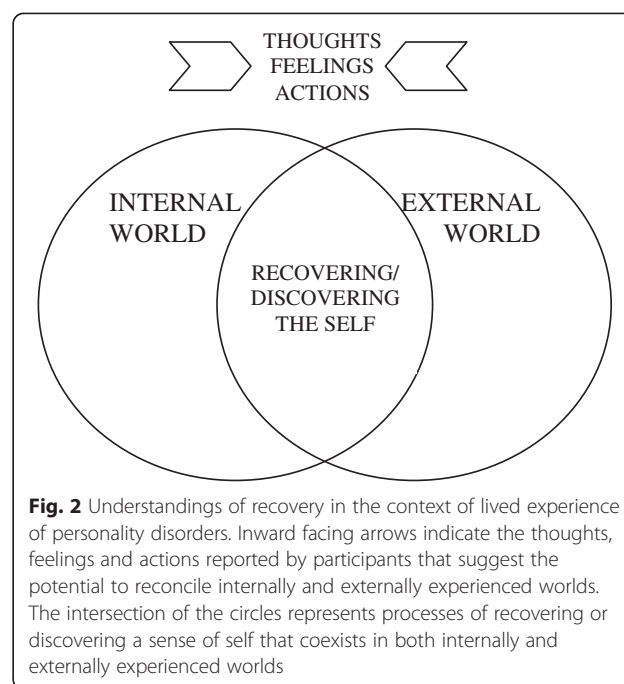 THOUGHTS
FEELINGS
ACTIONS
INTERNAL
WORLD
EXTERNAL
WORLD
RECOVERING/
DISCOVERING
THE SELF
Fig. 2 Understandings of recovery in the context of lived experience
of personality disorders. Inward facing arrows indicate the thoughts,
feelings and actions reported by participants that suggest the
potential to reconcile internally and externally experienced worlds.
The intersection of the circles represents processes of recovering or
discovering a sense of self that coexists in both internally and
externally experienced worlds